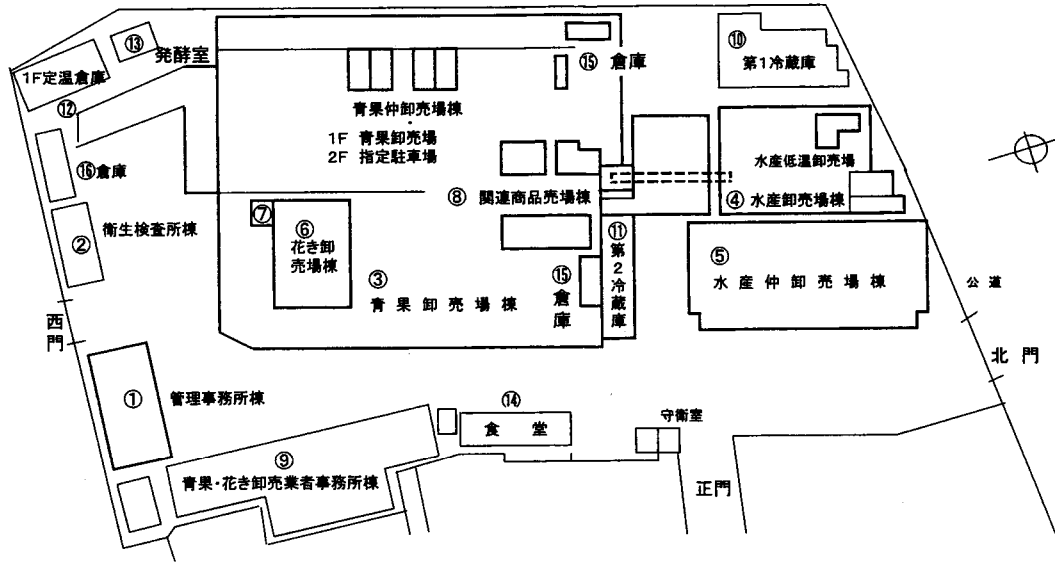 ⑬
発酵室
1F定温倉庫
⑫
⑯倉庫
②
衛生検査所棟
西門
①
管理事務所棟
⑨
青果・花き卸売業者事務所棟
青果仲卸売場棟
・
1F 青果卸売場
2F 指定駐車場
⑮ 倉庫
⑧ 関連商品売場棟
⑦
⑥
花き卸
売場棟
③
青果卸売場棟
⑮
倉庫
⑪
第2冷蔵庫
⑩
第1冷蔵庫
水産低温卸売場
④水産卸売場棟
⑤
水産仲卸売場棟
公道
北門
⑭
食堂
守衛室
正門